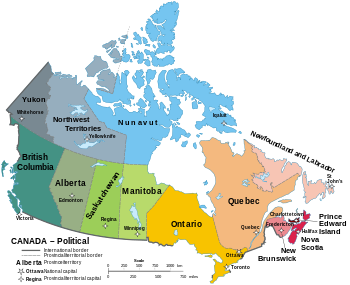 Yukon
Whitehorse
Northwest
Territories
Yellowknife
Nunavut
Iqaluit
British
Columbia
Victoria
Alberta
Edmonton
Saskatchewan
Regina
Manitoba
Winnipeg
Ontario
Toronto
Ottawa
Quebec
Quebec
Newfoundland and Labrador
St
John's
Charlottetown
Fredericton
Halifax
Prince
Edward
Island
Nova
Scotia
New
Brunswick
CANADA – Political
International border
Provincial/territorial border
Alberta Province/territory
Ottawa National capital
Regina Provincial/territorial capital
Scale
0 250 500 750 1000 km
0 250 500 750 miles